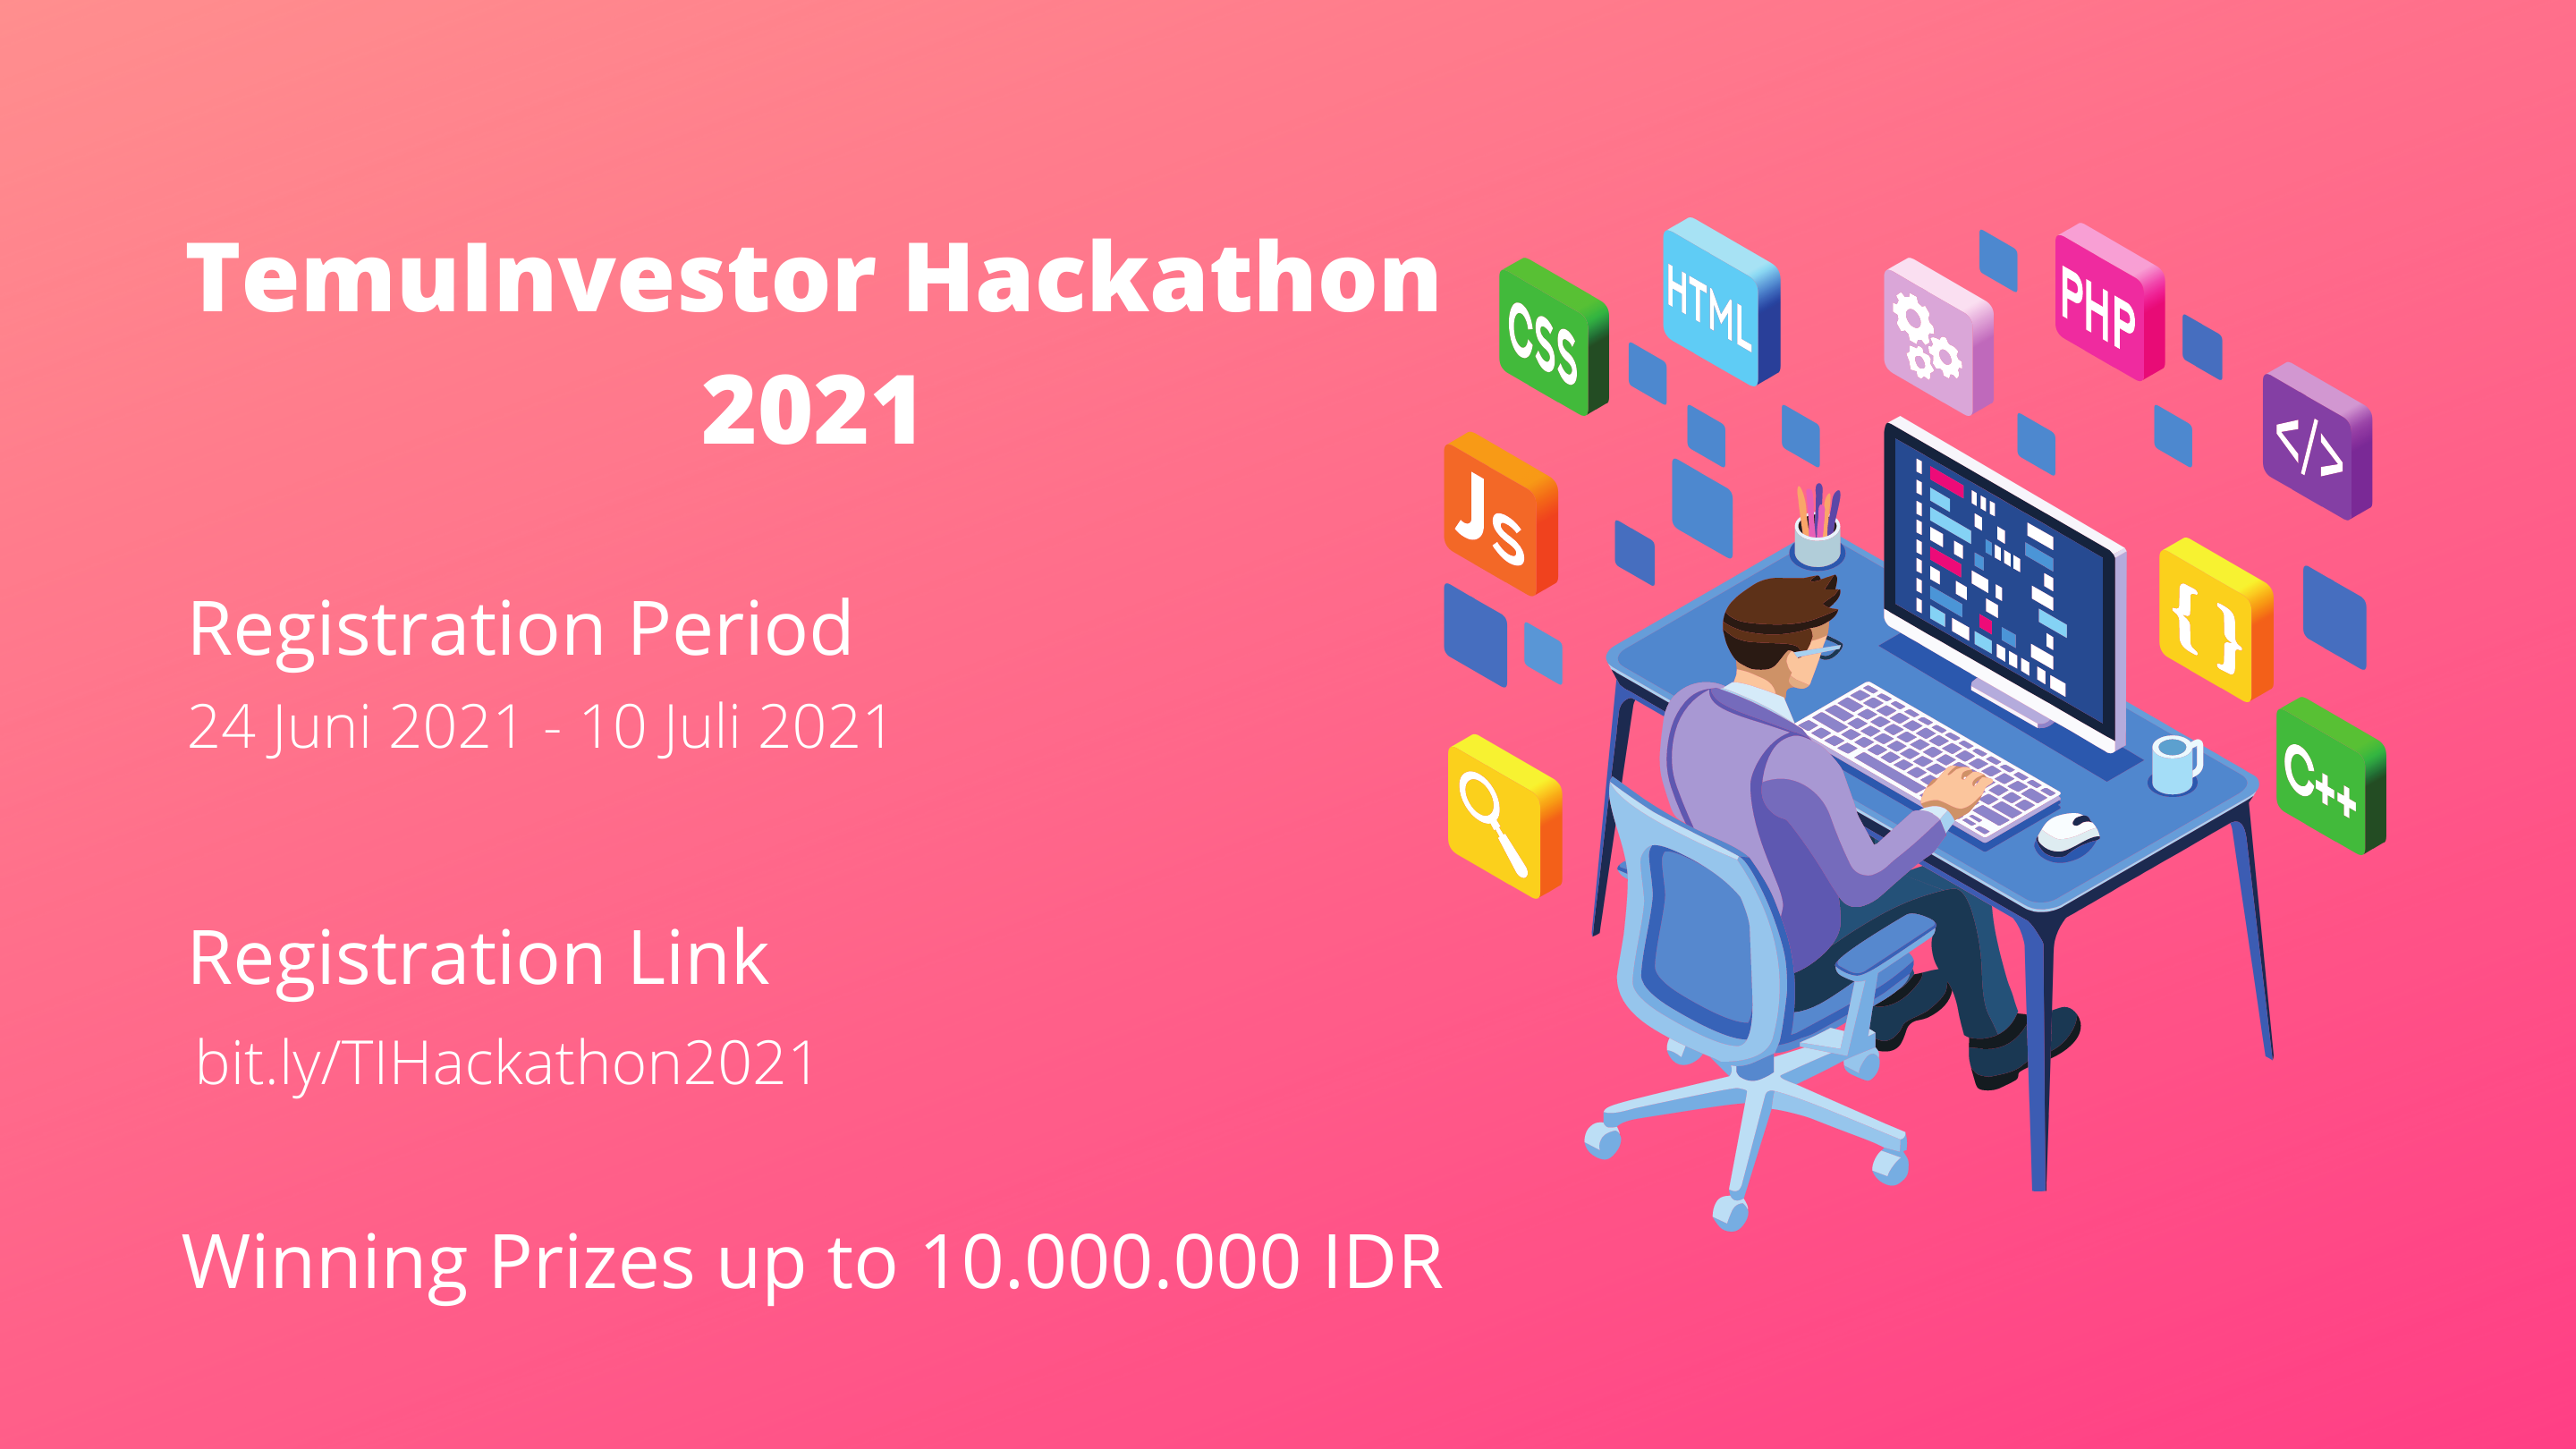 TemuInvestor Hackathon
2021
Registration Period
24 Juni 2021 - 10 Juli 2021
Registration Link
bit.ly/TIHackathon2021
Winning Prizes up to 10.000.000 IDR
CSS
HTML
PHP
</>
Js
{ }
C++